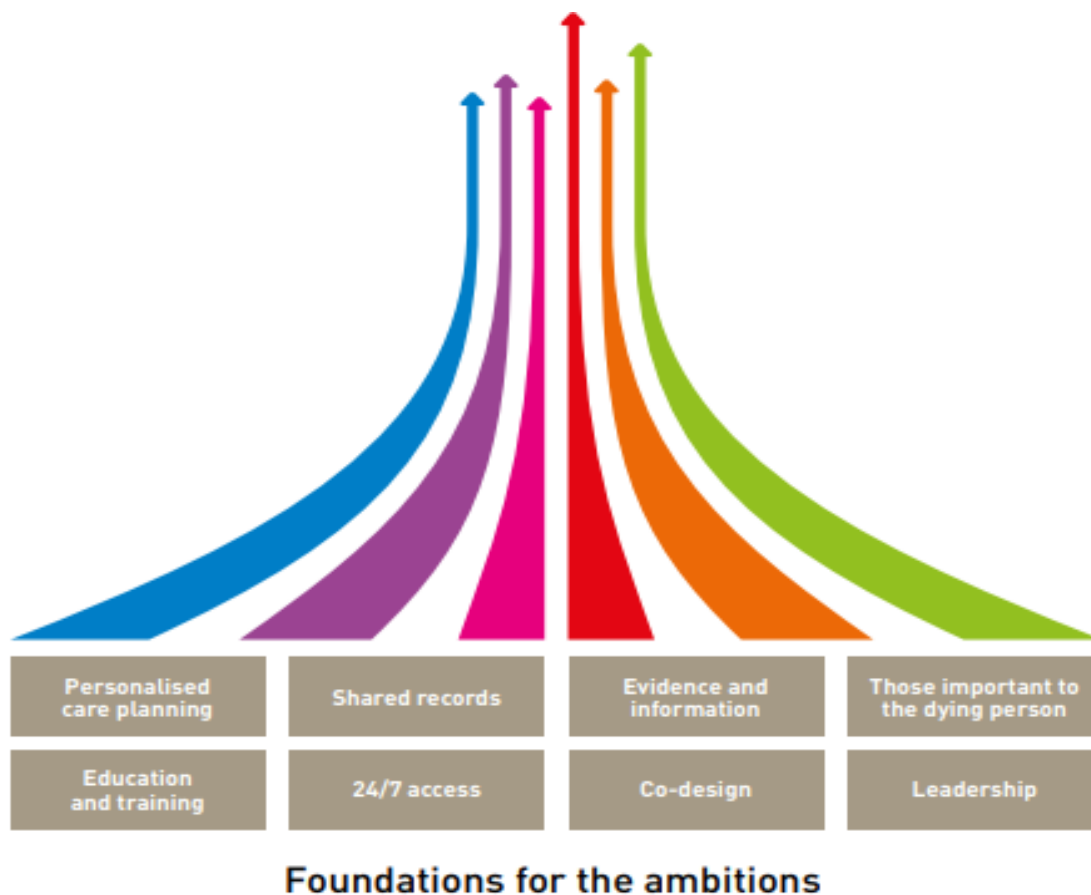 Personalised
care planning
Shared records
Evidence and
information
Those important to
the dying person
Education
and training
24/7 access
Co-design
Leadership
Foundations for the ambitions